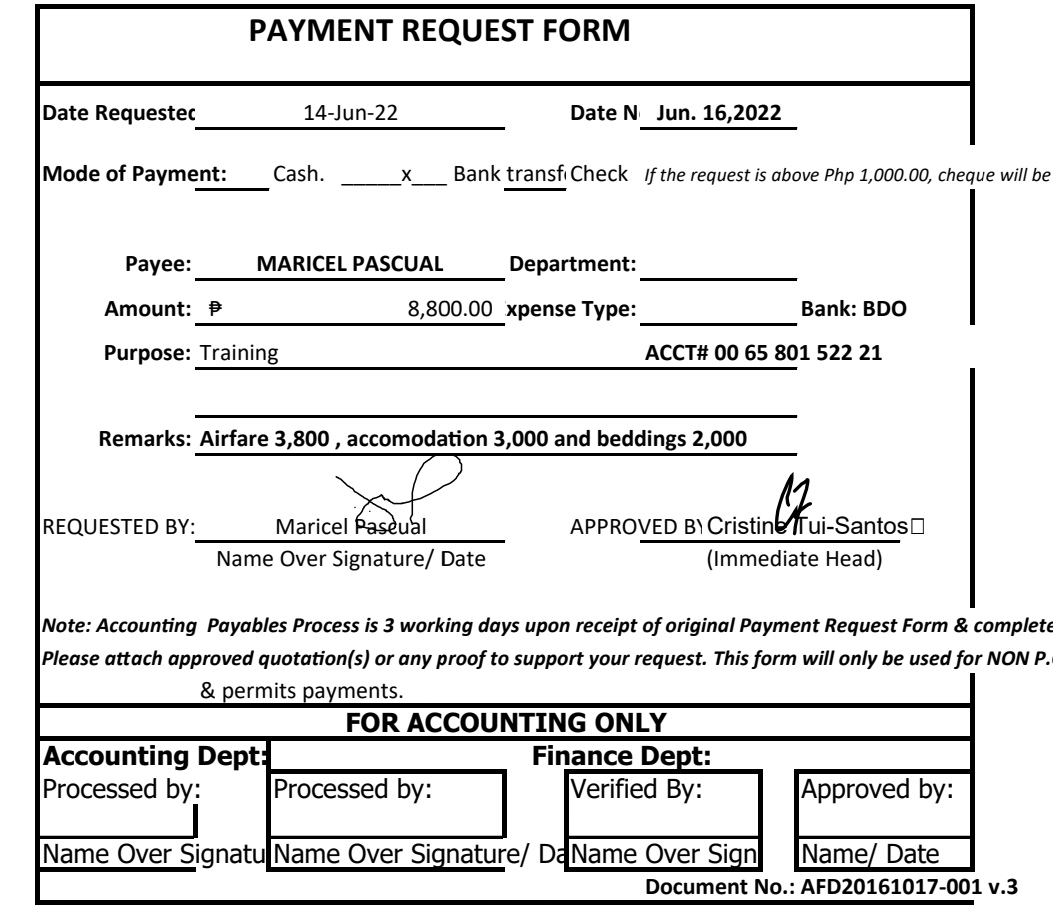 PAYMENT REQUEST FORM
Date Requested 14-Jun-22 Date N Jun. 16,2022
Mode of Payment: Cash. _____x___ Bank transf Check If the request is above Php 1,000.00, cheque will be
Payee: MARICEL PASCUAL Department:
Amount: ₱ 8,800.00 xpense Type: Bank: BDO
Purpose: Training ACCT# 00 65 801 522 21
Remarks: Airfare 3,800 , accomodation 3,000 and beddings 2,000
REQUESTED BY: Maricel Pascual APPROVED BY Cristine Tui-Santos
Name Over Signature/ Date (Immediate Head)
Note: Accounting Payables Process is 3 working days upon receipt of original Payment Request Form & complete
Please attach approved quotation(s) or any proof to support your request. This form will only be used for NON P.
& permits payments.
FOR ACCOUNTING ONLY
Accounting Dept: Finance Dept:
Processed by: Processed by: Verified By: Approved by:
Name Over Signatu Name Over Signature/ Da Name Over Sign Name/ Date
Document No.: AFD20161017-001 v.3